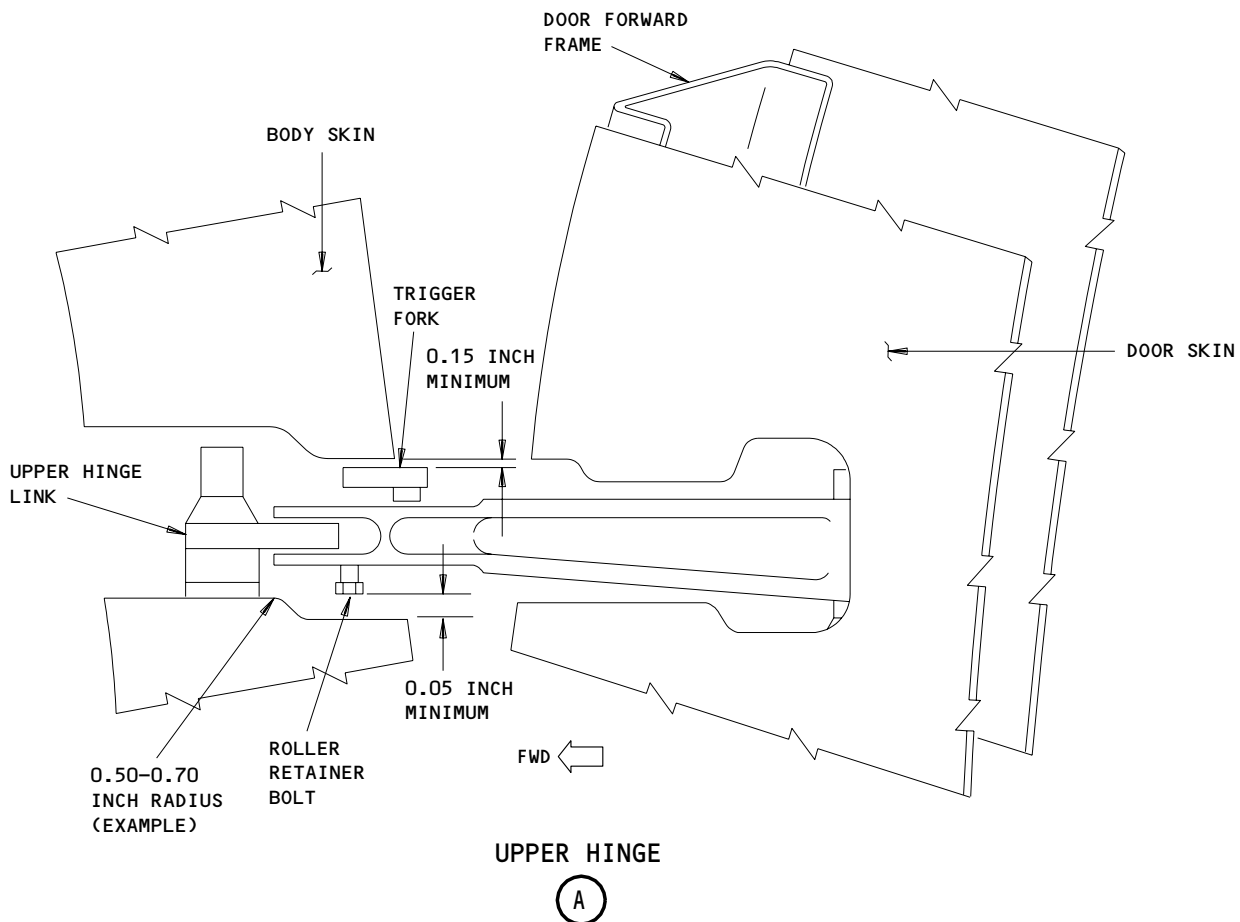 DOOR FORWARD
FRAME
BODY SKIN
TRIGGER
FORK
0.15 INCH
MINIMUM
DOOR SKIN
UPPER HINGE
LINK
0.05 INCH
MINIMUM
0.50-0.70
INCH RADIUS
(EXAMPLE)
ROLLER
RETAINER
BOLT
FWD
UPPER HINGE
A